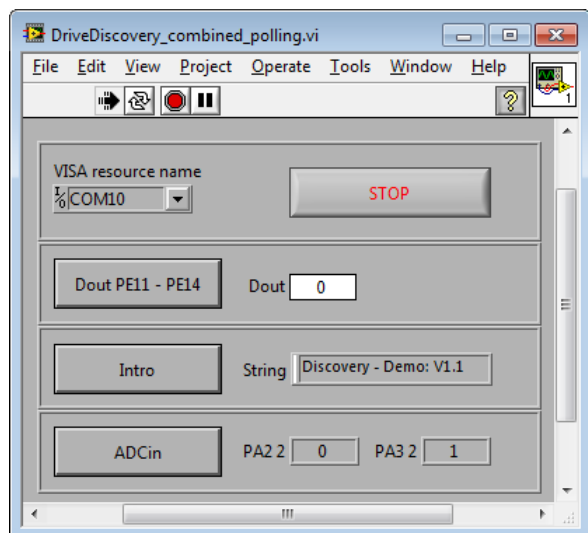 DriveDiscovery_combined_polling.vi
File Edit View Project Operate Tools Window Help
1
VISA resource name
COM10
STOP
Dout PE11 - PE14 Dout 0
Intro String Discovery - Demo: V1.1
ADCin PA2 2 0 PA3 2 1